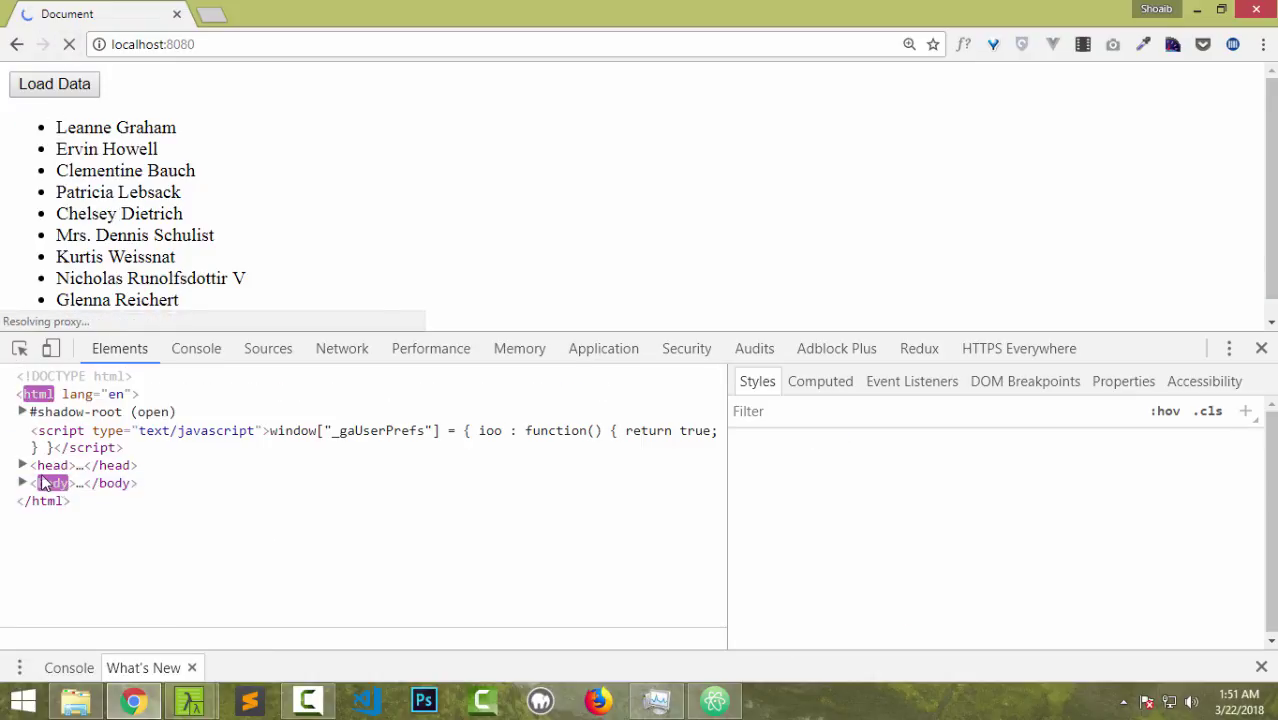 Document
Shoaib
localhost:8080
f?
Load Data
Leanne Graham
Ervin Howell
Clementine Bauch
Patricia Lebsack
Chelsey Dietrich
Mrs. Dennis Schulist
Kurtis Weissnat
Nicholas Runolfsdottir V
Glenna Reichert
Resolving proxy...
Elements Console Sources Network Performance Memory Application Security Audits Adblock Plus Redux HTTPS Everywhere
<!DOCTYPE html>
<html lang="en">
#shadow-root (open)
<script type="text/javascript">window["_gaUserPrefs"] = { ioo : function() { return true;
} }</script>
<head>…</head>
<body>…</body>
</html>
Styles Computed Event Listeners DOM Breakpoints Properties Accessibility
Filter :hov .cls +
Console What's New
Ps
1:51 AM
3/22/2018